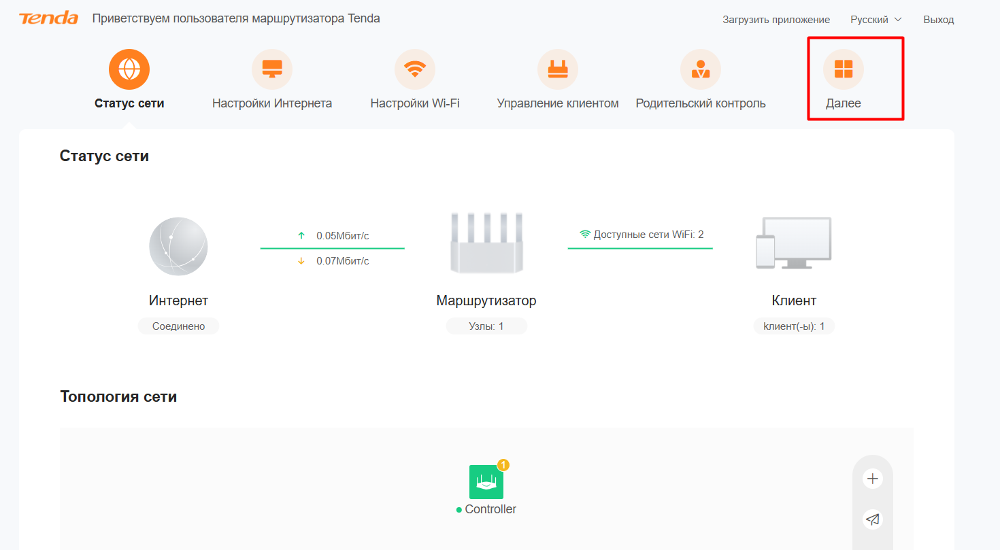 Tenda Приветствуем пользователя маршрутизатора Tenda
Загрузить приложение Русский Выход
Статус сети Настройки Интернета Настройки Wi-Fi Управление клиентом Родительский контроль Далее
Статус сети
0.05Мбит/с
Доступные сети WiFi: 2
0.07Мбит/с
Интернет Маршрутизатор Клиент
Соединено Узлы: 1 kлиент(-ы): 1
Топология сети
1
Controller